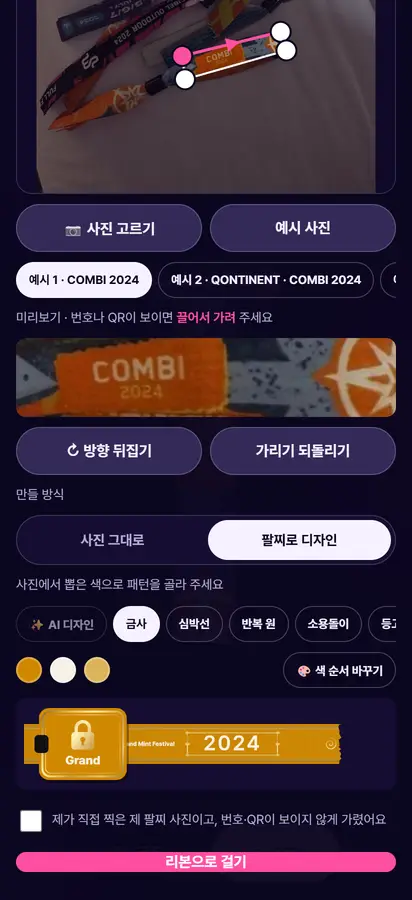 OUTDOOR 2024
COMBI
📷 사진 고르기
예시 사진
예시 1 · COMBI 2024
예시 2 · QONTINENT · COMBI 2024
미리보기 · 번호나 QR이 보이면 끌어서 가려 주세요
COMBI
2024
↻ 방향 뒤집기
가리기 되돌리기
만들 방식
사진 그대로
팔찌로 디자인
사진에서 뽑은 색으로 패턴을 골라 주세요
✨ AI 디자인
금사
심박선
반복 원
소용돌이
🎨 색 순서 바꾸기
Grand
and Mint Festival
2024
제가 직접 찍은 제 팔찌 사진이고, 번호·QR이 보이지 않게 가렸어요
리본으로 걸기